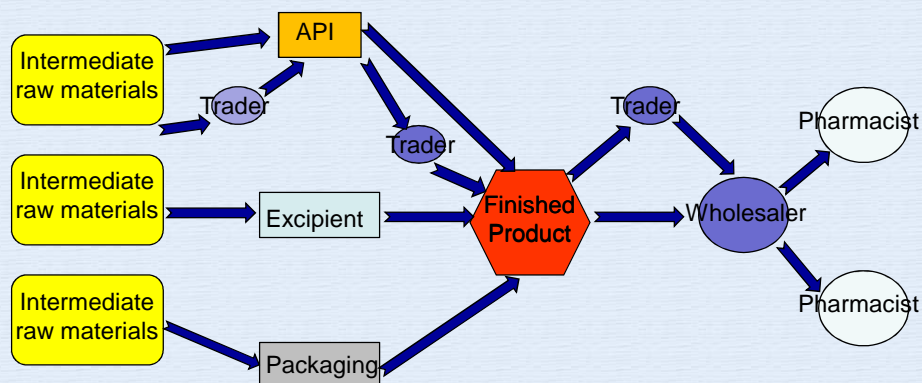 API
Intermediate
raw materials
Trader
Trader
Trader
Pharmacist
Intermediate
raw materials
Excipient
Finished
Product
Wholesaler
Intermediate
raw materials
Packaging
Pharmacist